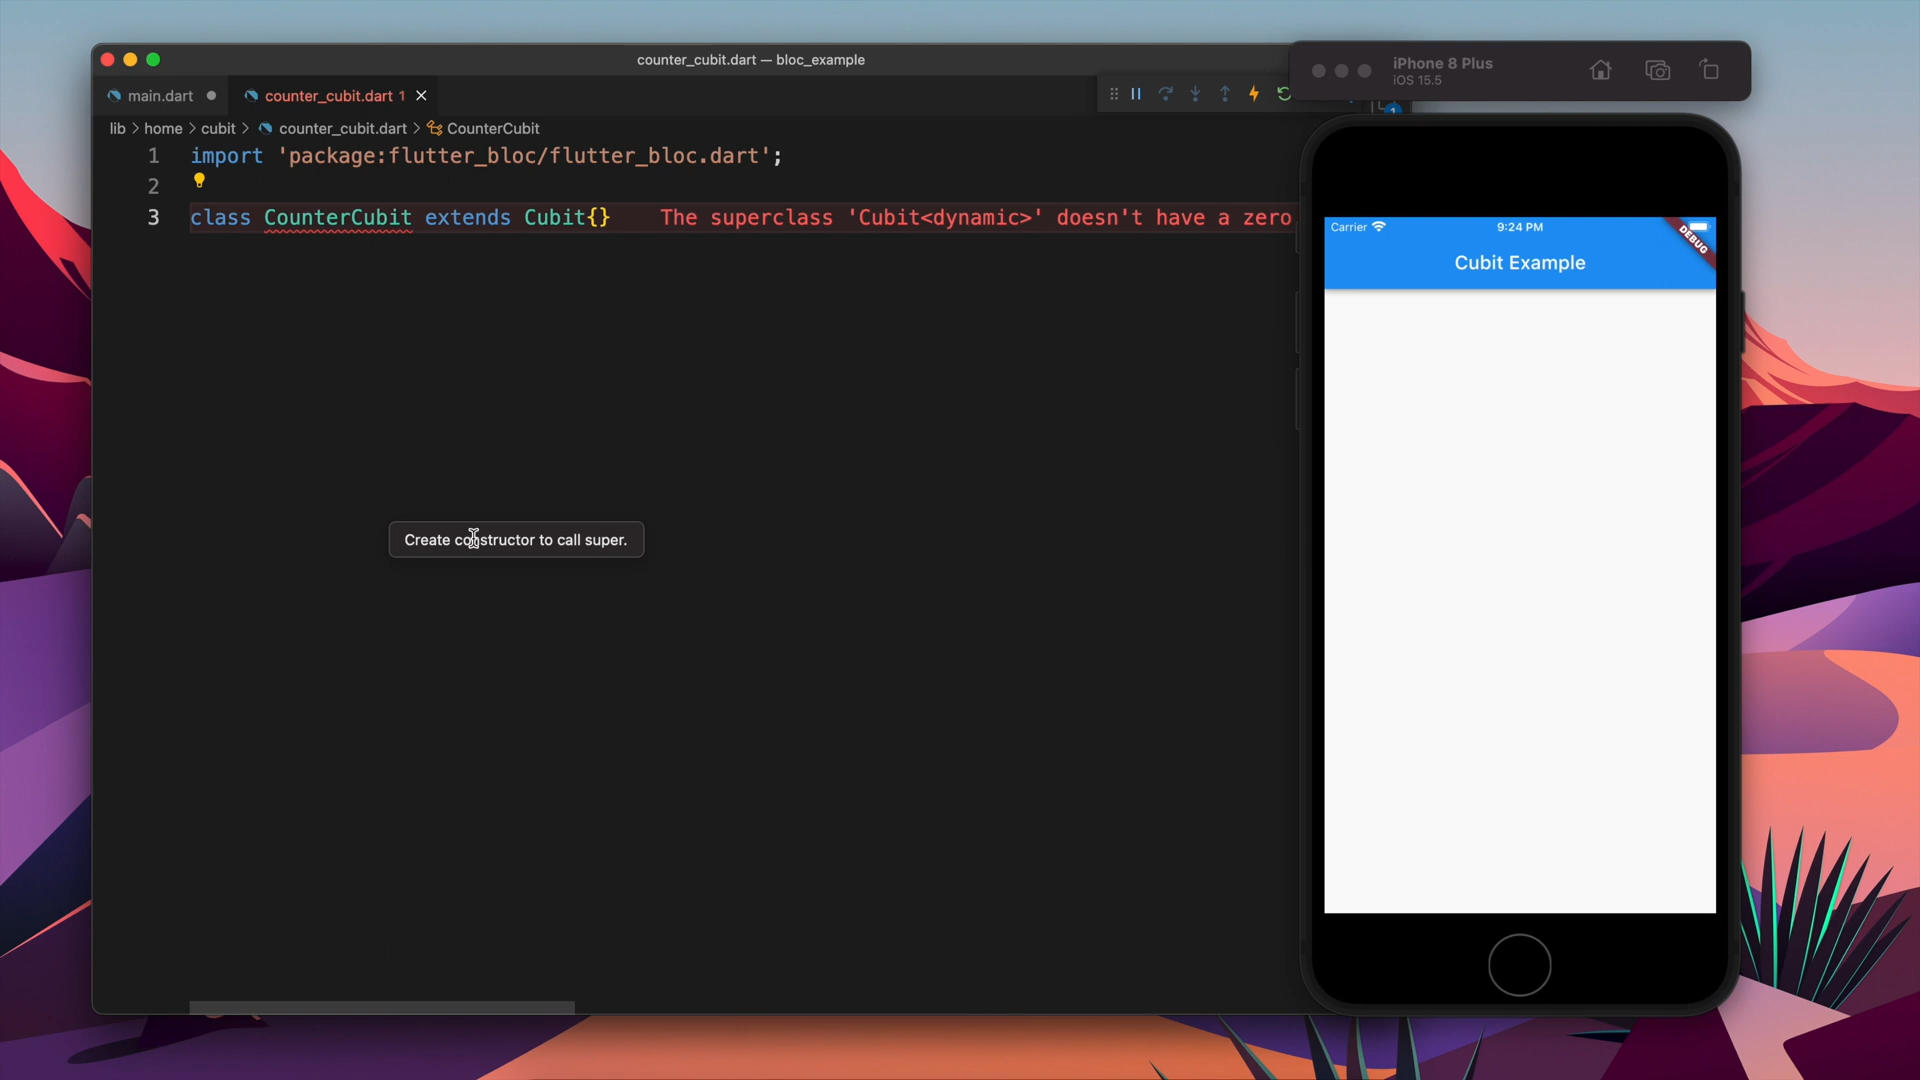 counter_cubit.dart — bloc_example
main.dart
counter_cubit.dart 1
lib > home > cubit > counter_cubit.dart > CounterCubit
1 import 'package:flutter_bloc/flutter_bloc.dart';
2
3 class CounterCubit extends Cubit{} The superclass 'Cubit<dynamic>' doesn't have a zero
Create constructor to call super.
iPhone 8 Plus
iOS 15.5
1
Carrier 9:24 PM
DEBUG
Cubit Example